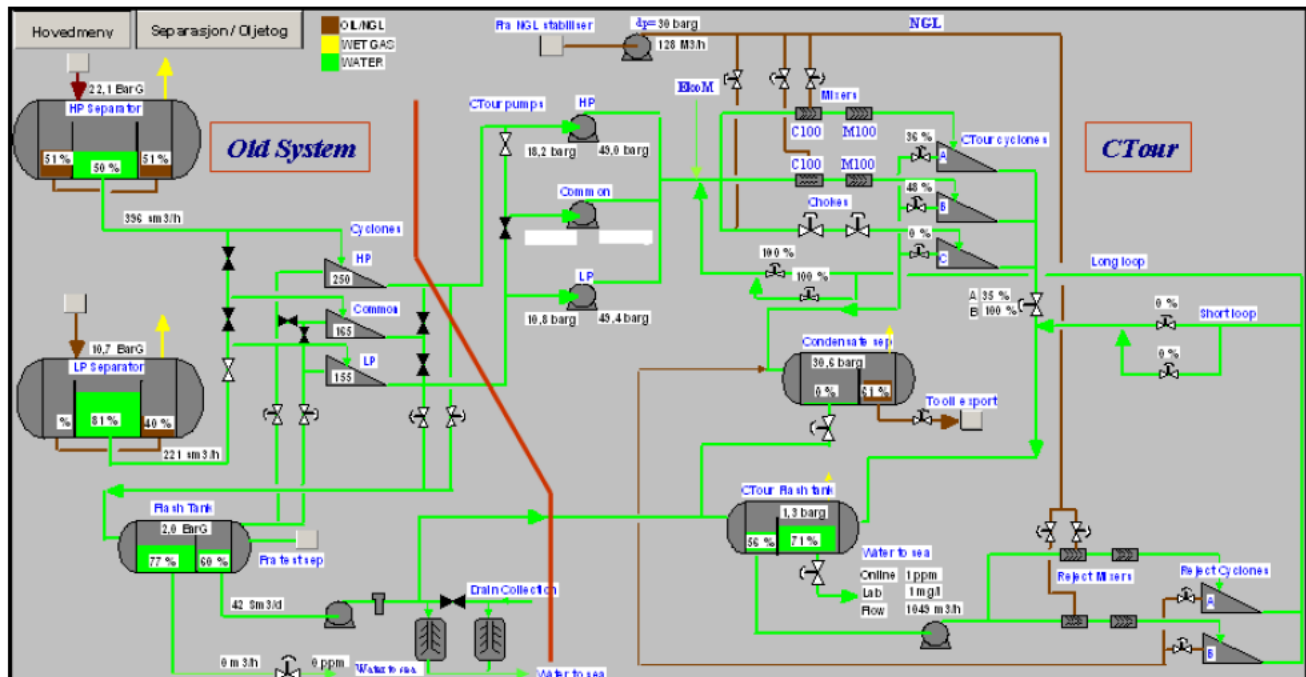 Hovedmeny
Separasjon/Oljetog
OIL/NGL
WET GAS
WATER
Fra NGL stabiliser
dp= 30 barg
128 M3/h
NGL
22,1 BarG
HP Separator
51 %
50 %
51 %
Old System
396 sm3/h
CTour pumps
HP
18,2 barg
49,0 barg
EkoM
Mixers
C100
M100
C100
M100
36 %
CTour cyclones
A
CTour
48 %
B
Common
Chokes
0 %
C
Cyclones
HP
250
100 %
100 %
Long loop
LP
10,8 barg
49,4 barg
A 35 %
B 100 %
0 %
Short loop
0 %
Common
165
LP
155
10,7 BarG
LP Separator
%
81 %
40 %
221 sm3/h
Condensate sep
30,6 barg
0 %
61 %
To oil export
Flash Tank
2,0 BarG
77 %
60 %
Fra test sep
CTour Flash tank
1,3 barg
56 %
71 %
Water to sea
Online 1 ppm
Lab 1 mg/l
Flow 1043 m3/h
Reject Mixers
Reject Cyclones
A
B
42 Sm3/d
Drain Collection
0 m3/h
0 ppm
Water to sea
Water to sea